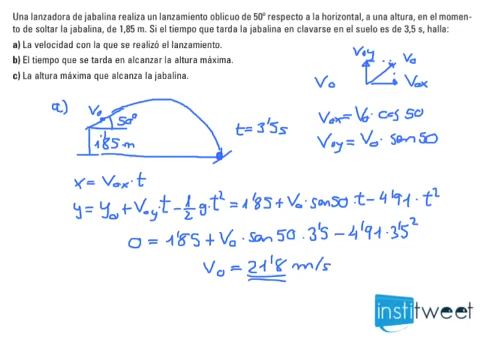 Una lanzadora de jabalina realiza un lanzamiento oblicuo de 50º respecto a la horizontal, a una altura, en el momen-
to de soltar la jabalina, de 1,85 m. Si el tiempo que tarda la jabalina en clavarse en el suelo es de 3,5 s, halla:
a) La velocidad con la que se realizó el lanzamiento.
b) El tiempo que se tarda en alcanzar la altura máxima.
c) La altura máxima que alcanza la jabalina.
Voy Vo
Vo Vox
a) Vo 50º
1'85 m
t = 3'5s
Vox = Vo · cos 50
Voy = Vo · sen 50
x = Vox · t
y = yo + Voy t - 1/2 g · t² = 1'85 + Vo · sen 50 · t - 4'91 · t²
0 = 1'85 + Vo · sen 50 · 3'5 - 4'91 · 3'5²
Vo = 21'8 m/s
institweet